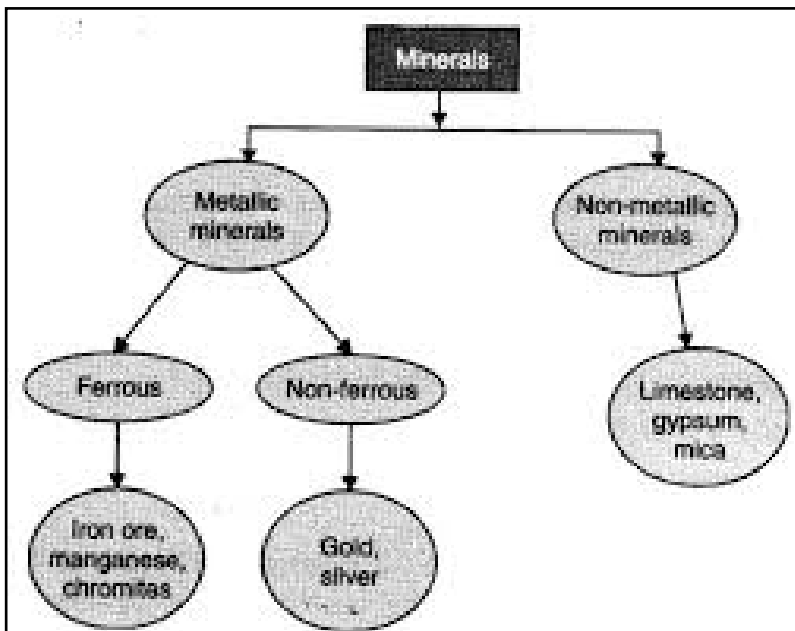 Minerals
Metallic
minerals
Non-metallic
minerals
Ferrous
Non-ferrous
Limestone,
gypsum,
mica
Iron ore,
manganese,
chromites
Gold,
silver